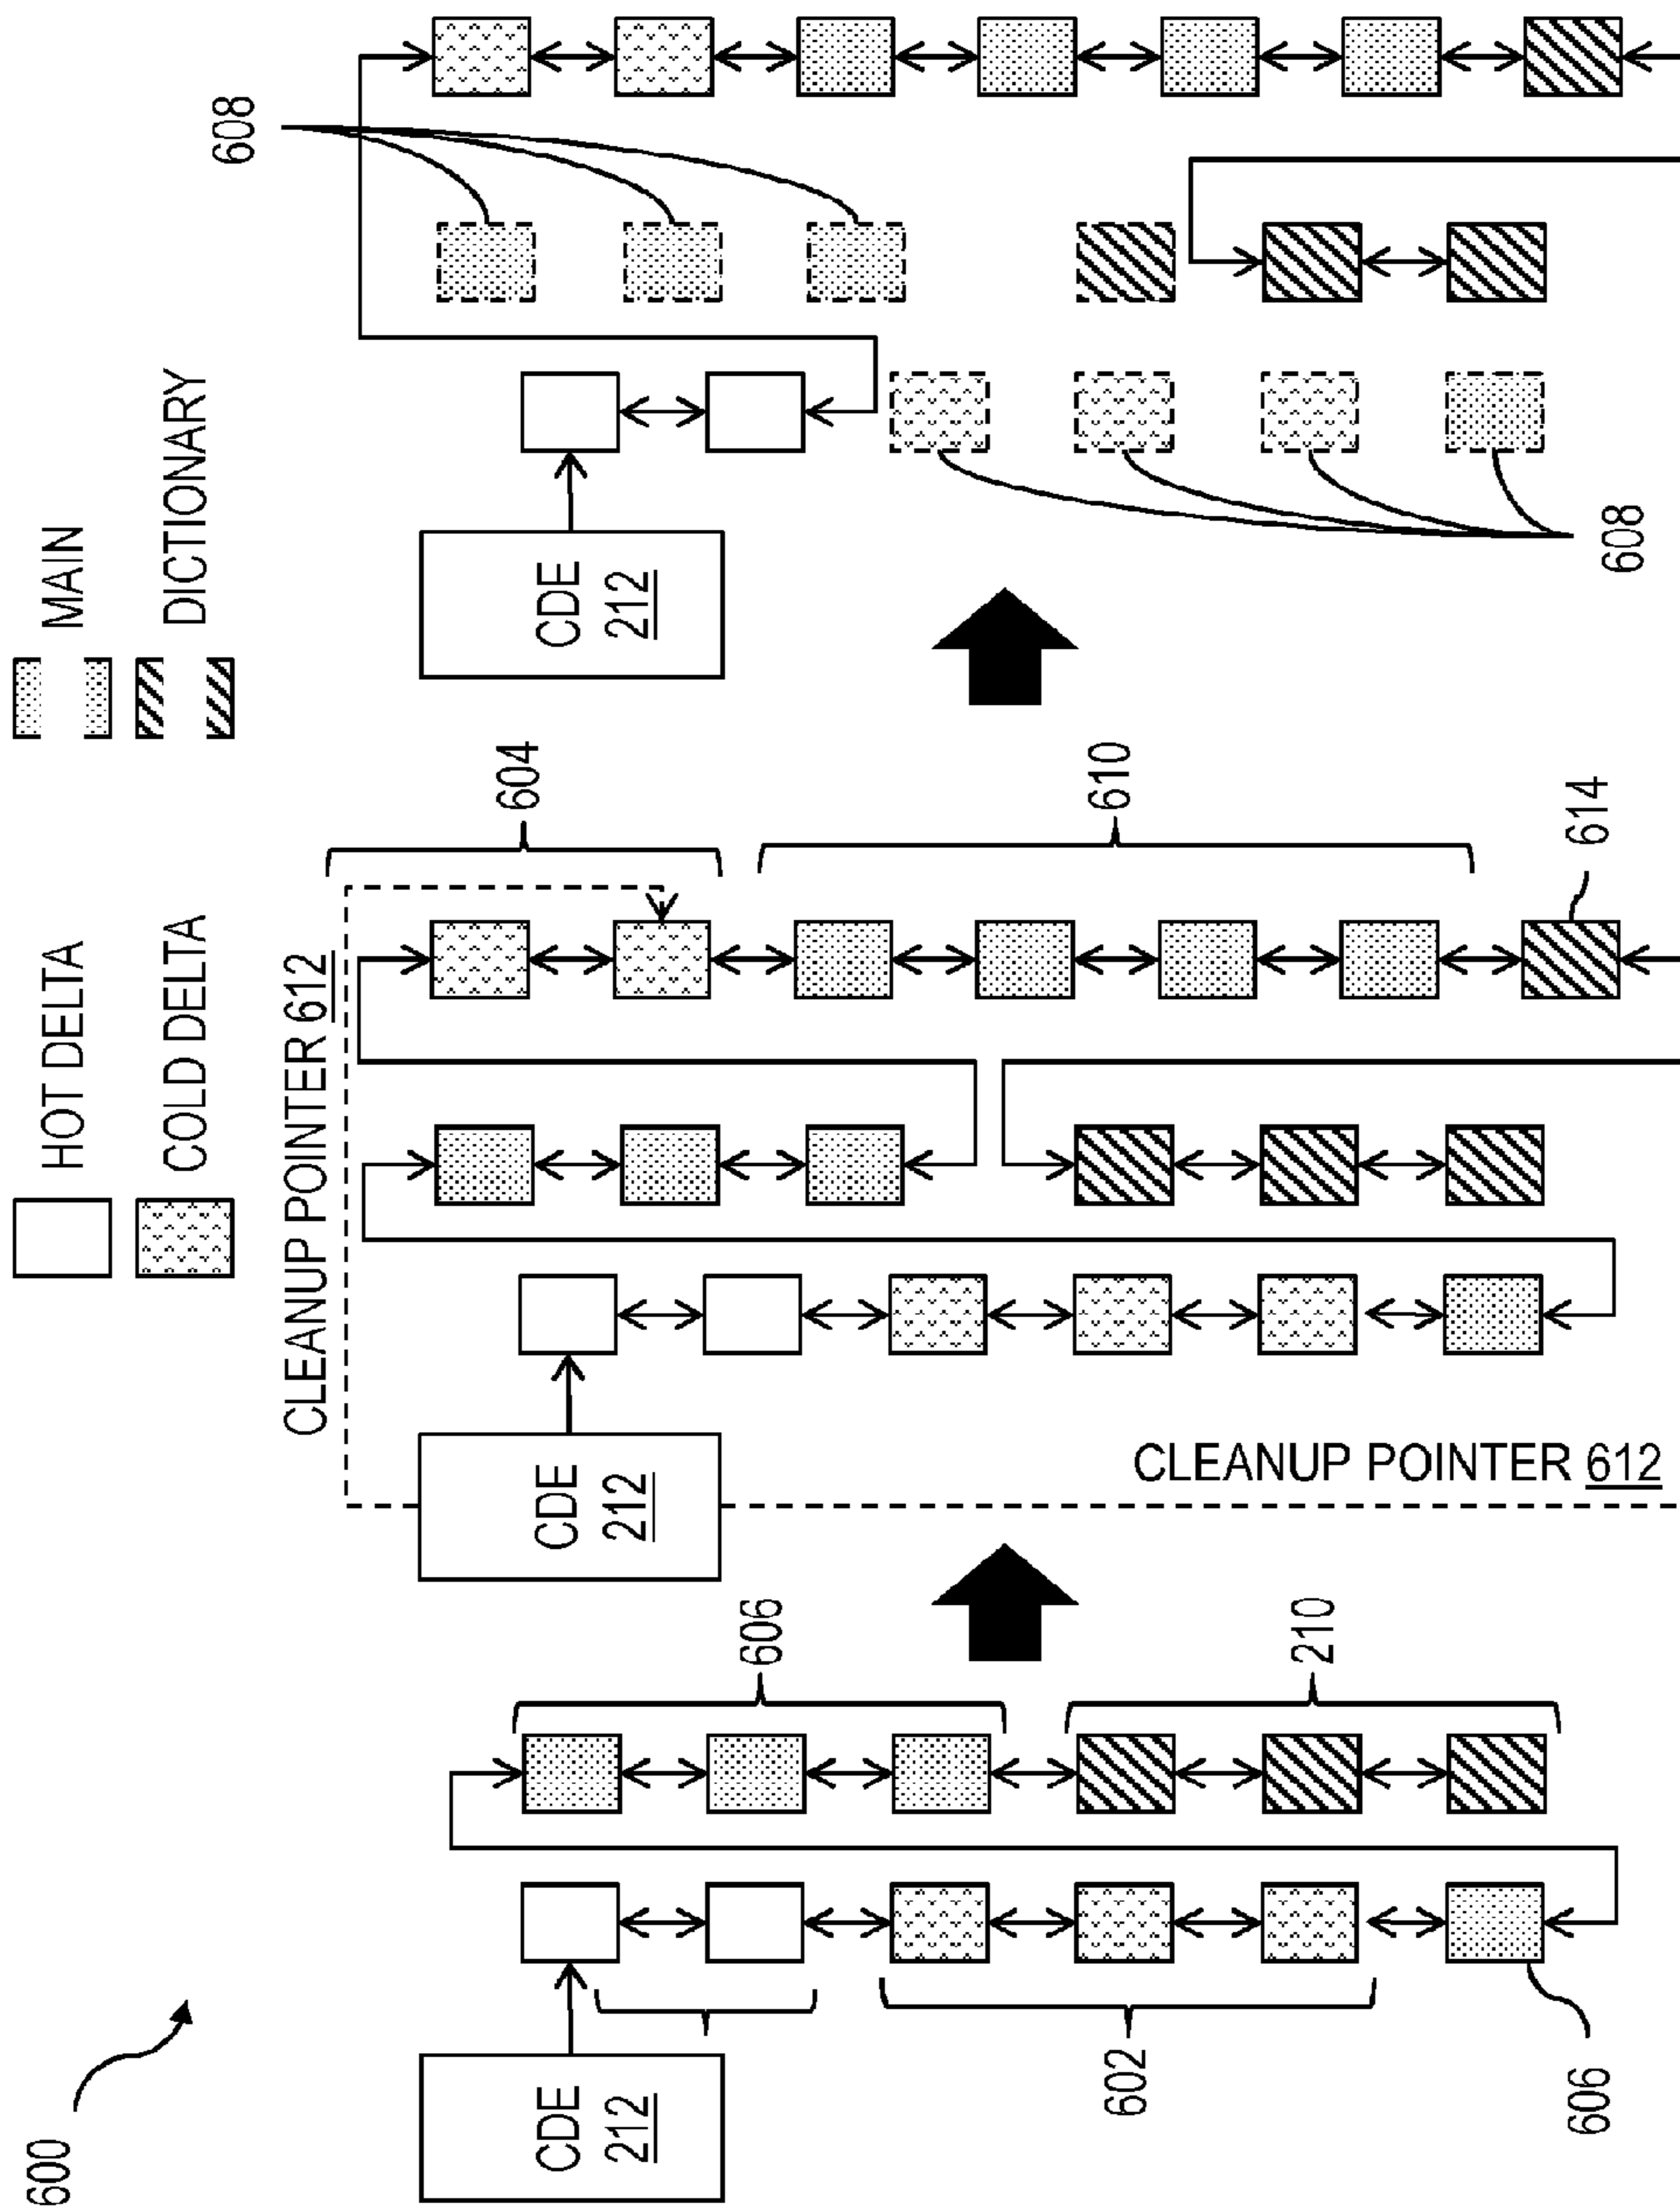 600
HOT DELTA
MAIN
COLD DELTA
DICTIONARY
CDE
212
602
606
606
210
CLEANUP POINTER 612
CDE
212
CLEANUP POINTER 612
604
610
614
CDE
212
608
608